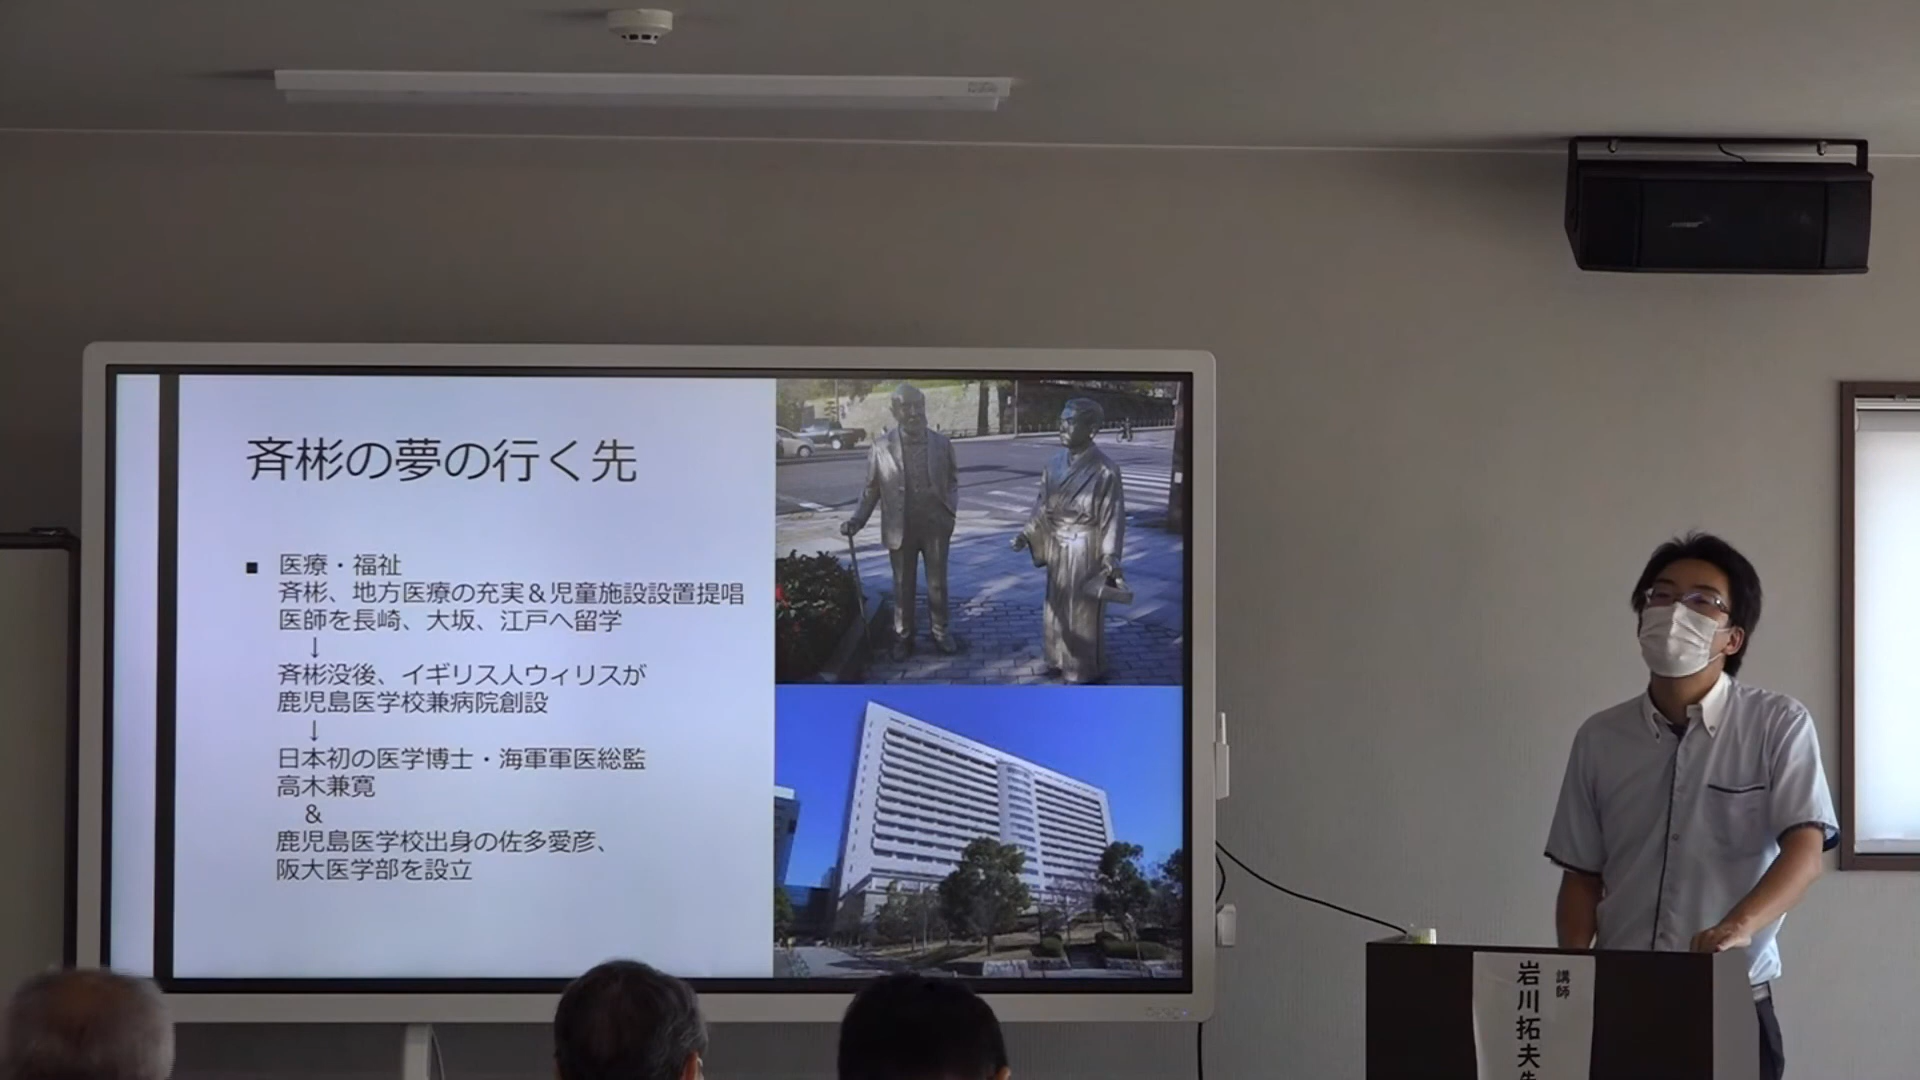 斉彬の夢の行く先
■ 医療・福祉
斉彬、地方医療の充実＆児童施設設置提唱
医師を長崎、大坂、江戸へ留学
↓
斉彬没後、イギリス人ウィリスが
鹿児島医学校兼病院創設
↓
日本初の医学博士・海軍軍医総監
高木兼寛
＆
鹿児島医学校出身の佐多愛彦、
阪大医学部を設立
BOSE
講師
岩川拓夫先